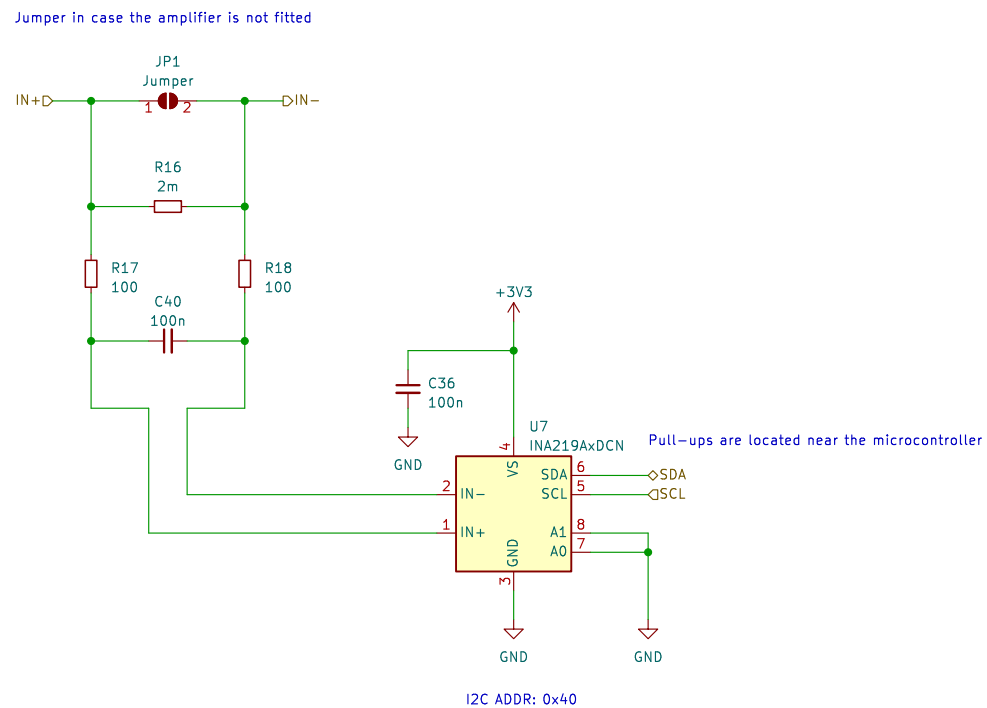 Jumper in case the amplifier is not fitted
JP1
Jumper
IN+
1
2
IN-
R16
2m
R17
100
R18
100
C40
100n
+3V3
C36
100n
GND
U7
INA219AxDCN
Pull-ups are located near the microcontroller
4
VS
2
IN-
SDA
6
SDA
SCL
5
SCL
1
IN+
A1
8
A0
7
GND
3
GND
GND
I2C ADDR: 0x40